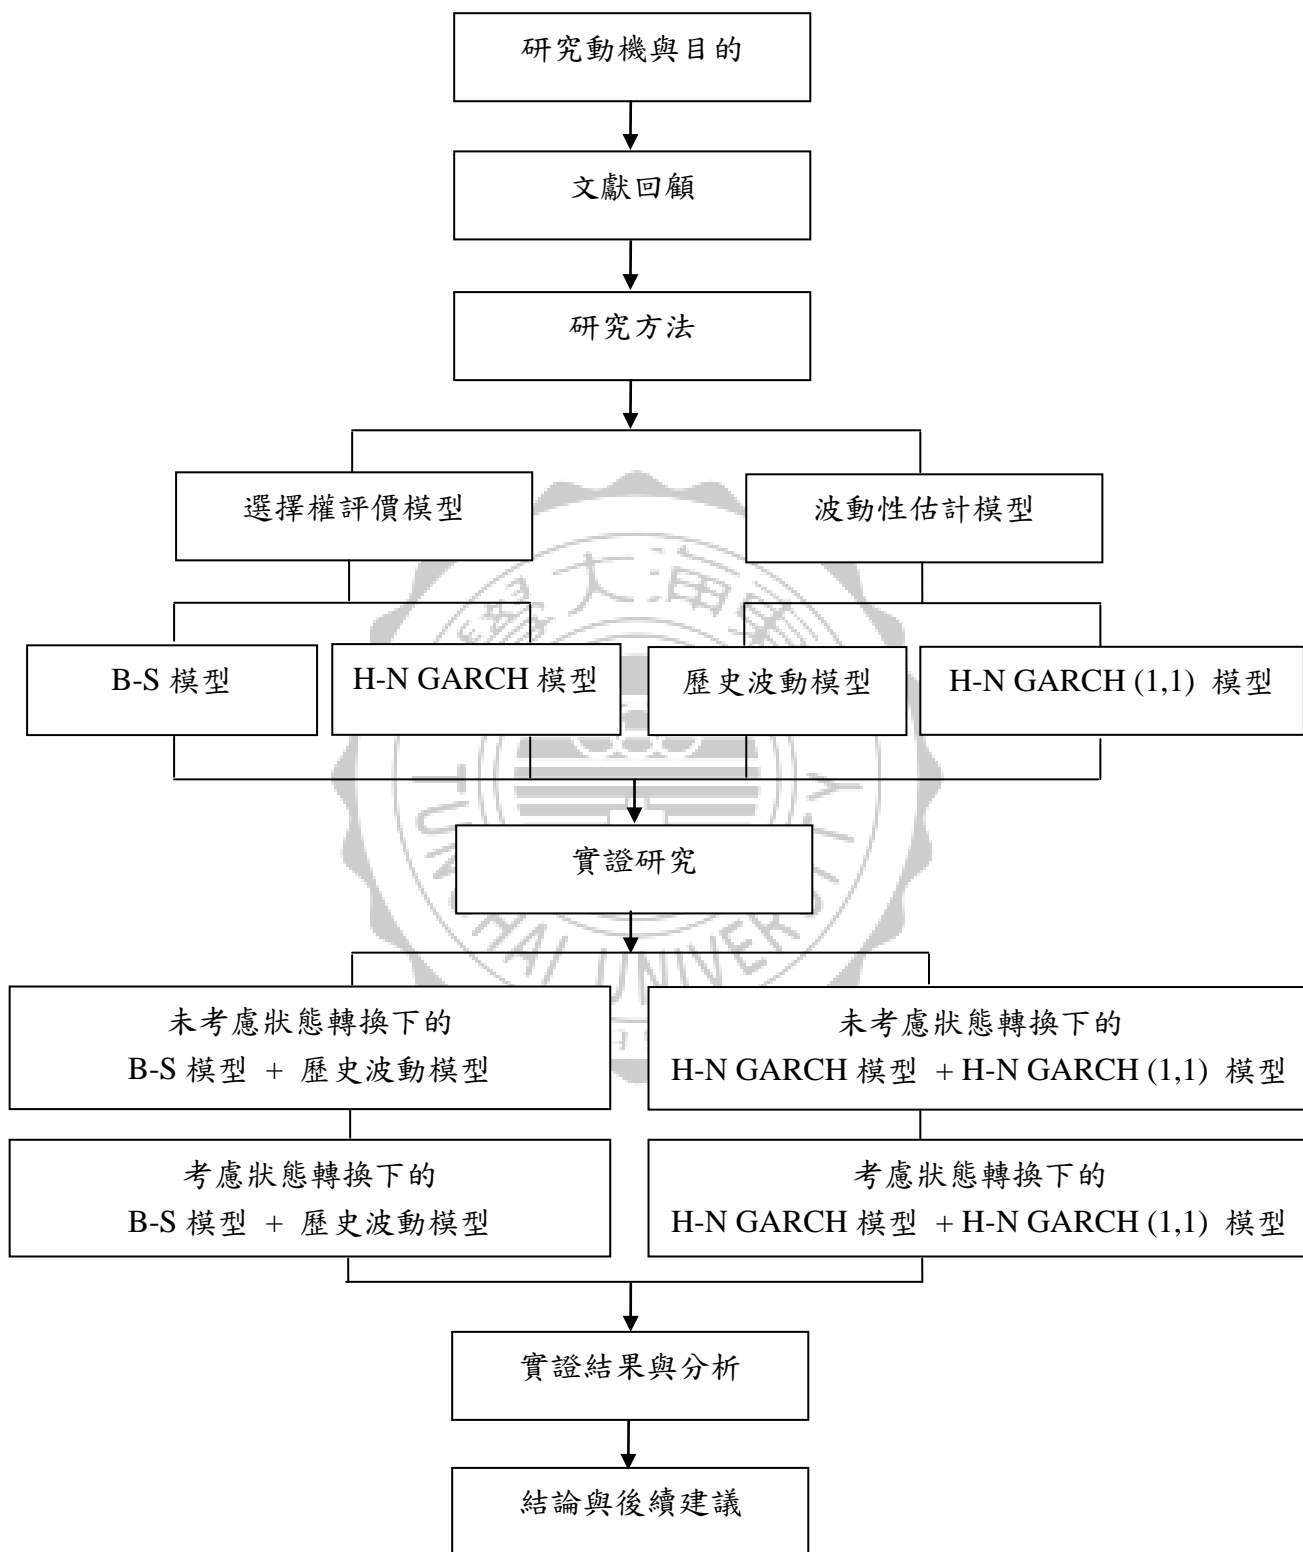 研究動機與目的
文獻回顧
研究方法
選擇權評價模型
波動性估計模型
B-S 模型
H-N GARCH 模型
歷史波動模型
H-N GARCH (1,1) 模型
實證研究
未考慮狀態轉換下的
B-S 模型 + 歷史波動模型
未考慮狀態轉換下的
H-N GARCH 模型 + H-N GARCH (1,1) 模型
考慮狀態轉換下的
B-S 模型 + 歷史波動模型
考慮狀態轉換下的
H-N GARCH 模型 + H-N GARCH (1,1) 模型
實證結果與分析
結論與後續建議
學大海東
TUNGHAI UNIVERSITY